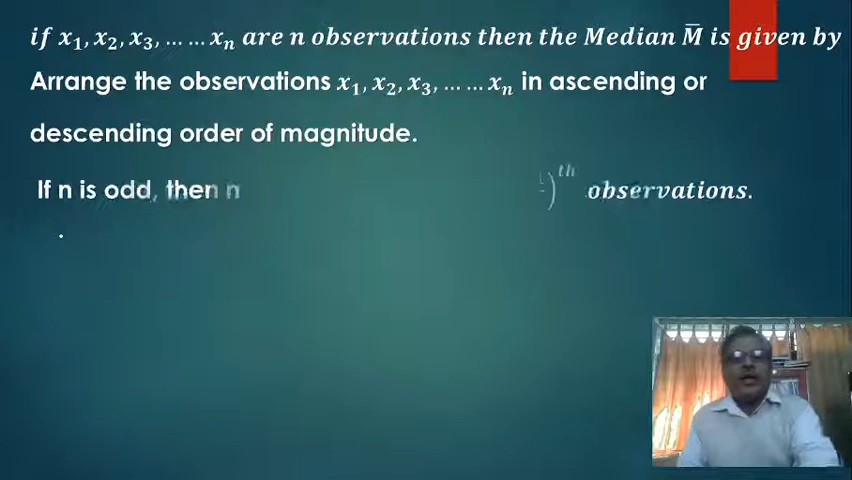 if x₁, x₂, x₃, … … xₙ are n observations then the Median M̅ is given by
Arrange the observations x₁, x₂, x₃, … … xₙ in ascending or
descending order of magnitude.
If n is odd, then observations.
.